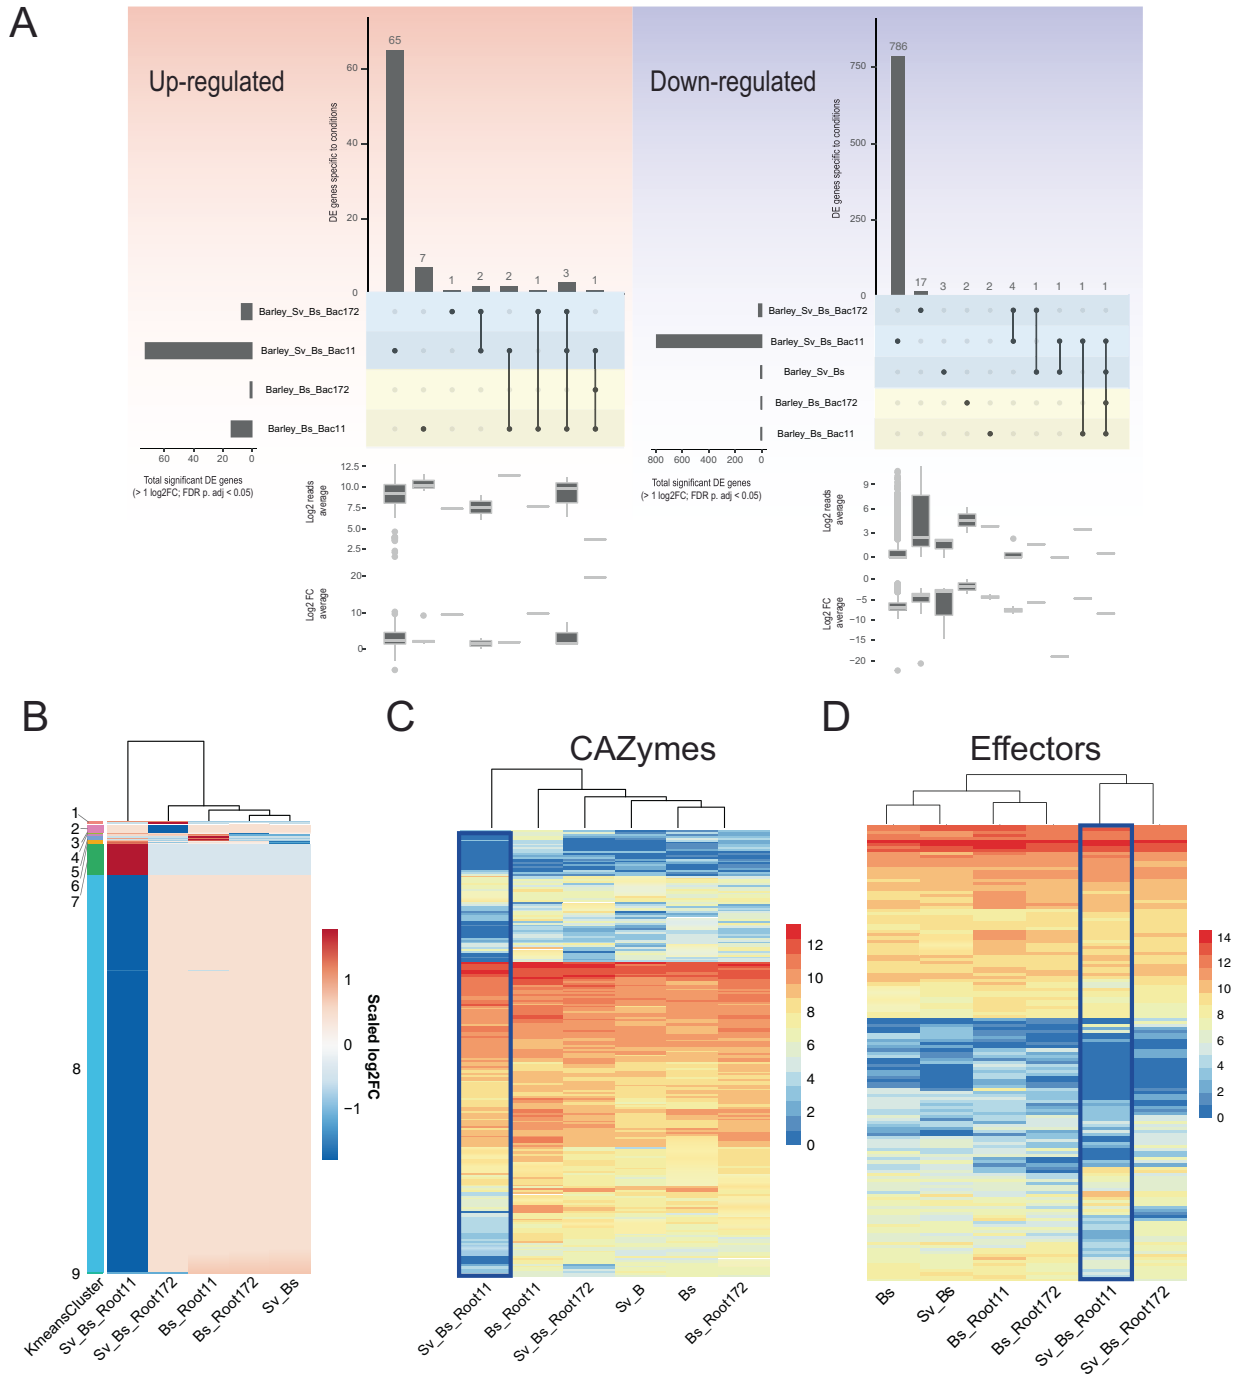 A
Up-regulated
DE genes specific to conditions
60
40
20
0
65
7
1
2
2
1
3
1
Barley_Sv_Bs_Bac172
Barley_Sv_Bs_Bac11
Barley_Bs_Bac172
Barley_Bs_Bac11
60
40
20
0
Total significant DE genes
(> 1 log2FC; FDR p. adj < 0.05)
Log2 reads
average
12.5
10.0
7.5
5.0
2.5
Log2 FC
average
20
10
0
Down-regulated
DE genes specific to conditions
750
500
250
0
786
17
3
2
2
4
1
1
1
1
Barley_Sv_Bs_Bac172
Barley_Sv_Bs_Bac11
Barley_Sv_Bs
Barley_Bs_Bac172
Barley_Bs_Bac11
800
600
400
200
0
Total significant DE genes
(> 1 log2FC; FDR p. adj < 0.05)
Log2 reads
average
9
6
3
0
Log2 FC
average
0
−5
−10
−15
−20
B
1
2
3
4
5
6
7
8
9
KmeansCluster
Sv_Bs_Root11
Sv_Bs_Root172
Bs_Root11
Bs_Root172
Sv_Bs
1
0
−1
Scaled log2FC
C
CAZymes
Sv_Bs_Root11
Bs_Root11
Sv_Bs_Root172
Sv_B
Bs
Bs_Root172
12
10
8
6
4
2
0
D
Effectors
Bs
Sv_Bs
Bs_Root11
Bs_Root172
Sv_Bs_Root11
Sv_Bs_Root172
14
12
10
8
6
4
2
0